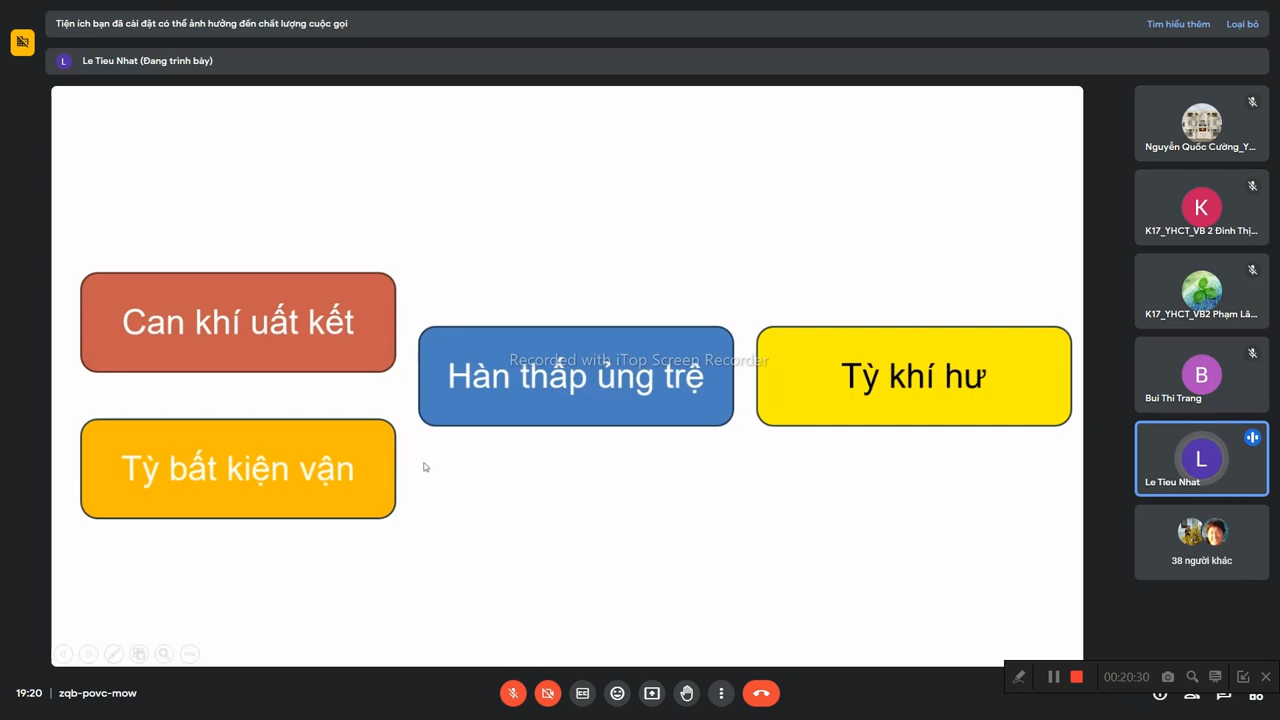 Tiện ích bạn đã cài đặt có thể ảnh hưởng đến chất lượng cuộc gọi
Tìm hiểu thêm
Loại bỏ
L
Le Tieu Nhat (Đang trình bày)
Nguyễn Quốc Cường_Y...
K
K17_YHCT_VB 2 Đinh Thị...
Can khí uất kết
K17_YHCT_VB2 Phạm Lâ...
Recorded with iTop Screen Recorder
Hàn thấp ủng trệ
Tỳ khí hư
B
Bui Thi Trang
Tỳ bất kiện vận
L
Le Tieu Nhat
38 người khác
19:20
zqb-povc-mow
00:20:30